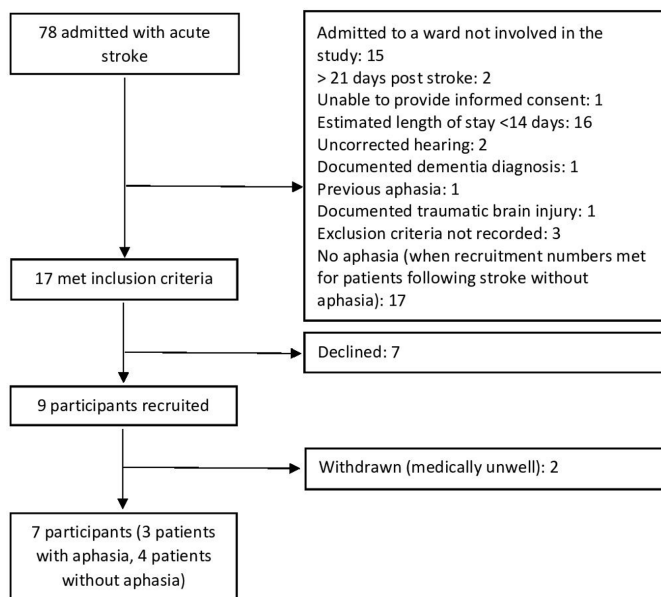 78 admitted with acute
stroke
Admitted to a ward not involved in the
study: 15
> 21 days post stroke: 2
Unable to provide informed consent: 1
Estimated length of stay <14 days: 16
Uncorrected hearing: 2
Documented dementia diagnosis: 1
Previous aphasia: 1
Documented traumatic brain injury: 1
Exclusion criteria not recorded: 3
No aphasia (when recruitment numbers met
for patients following stroke without
aphasia): 17
17 met inclusion criteria
Declined: 7
9 participants recruited
Withdrawn (medically unwell): 2
7 participants (3 patients
with aphasia, 4 patients
without aphasia)